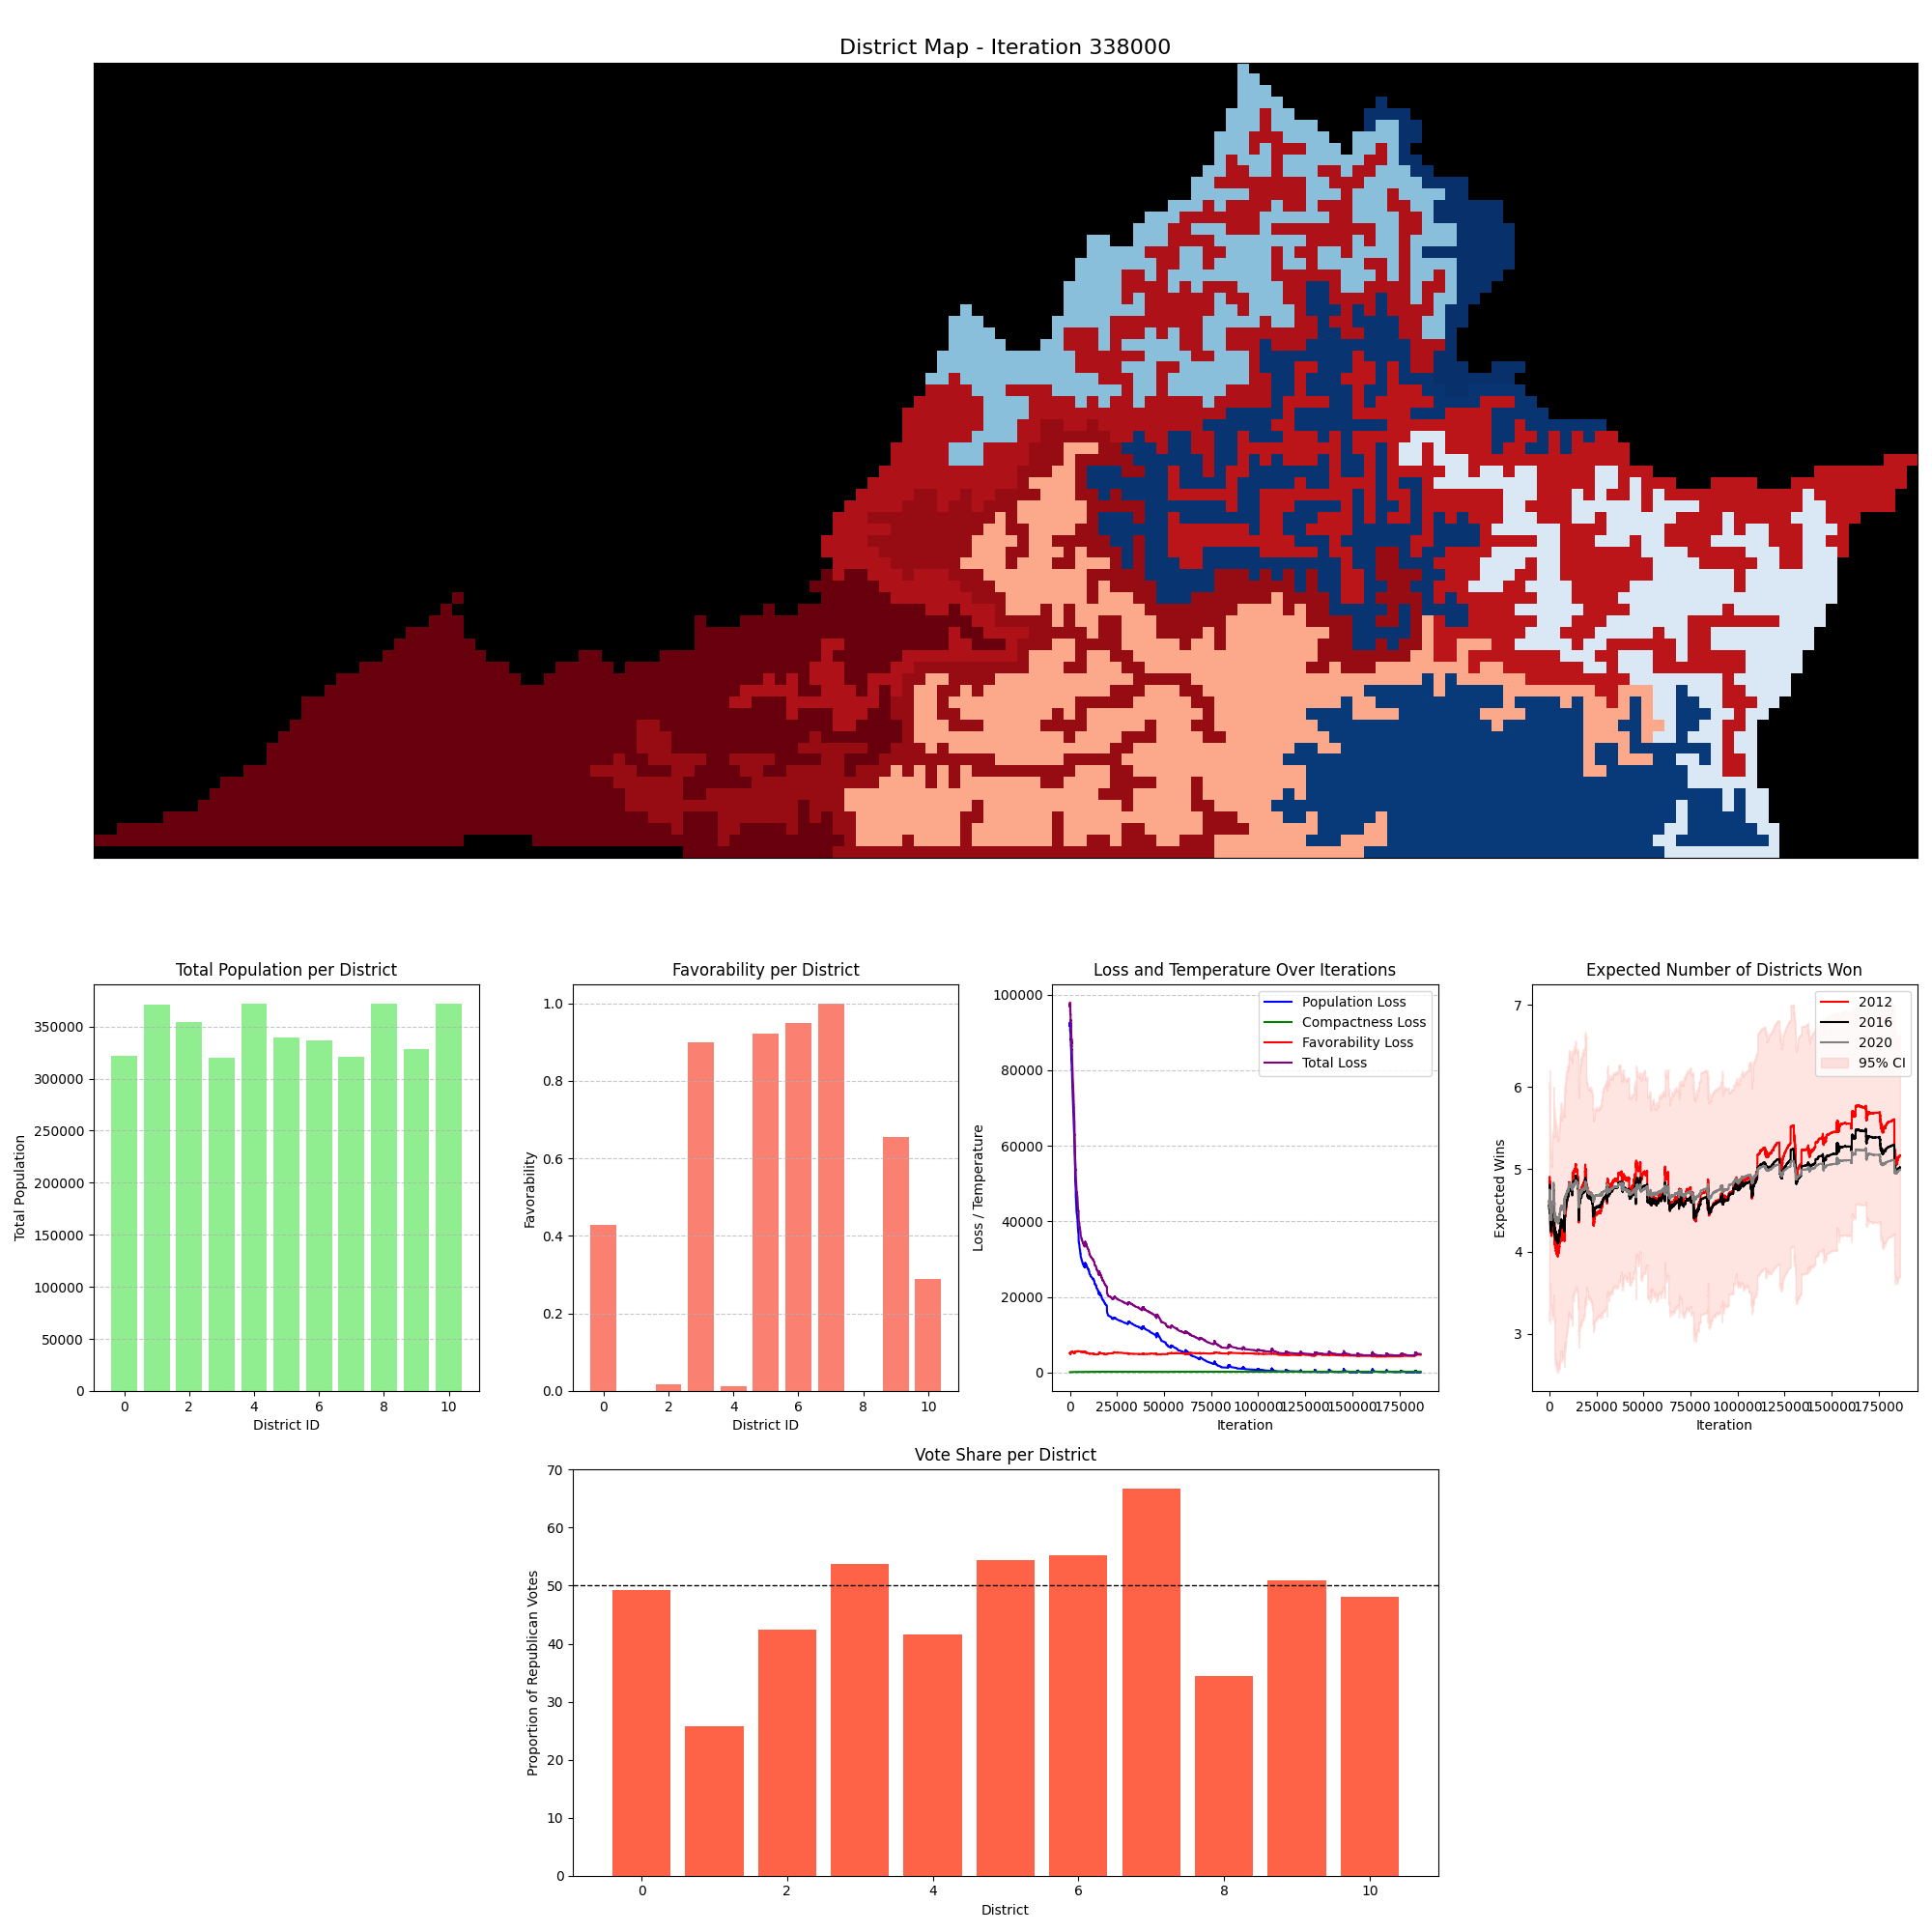 District Map - Iteration 338000
Total Population per District
Total Population
350000
300000
250000
200000
150000
100000
50000
0
0 2 4 6 8 10
District ID
Favorability per District
Favorability
1.0
0.8
0.6
0.4
0.2
0.0
0 2 4 6 8 10
District ID
Loss and Temperature Over Iterations
Loss / Temperature
100000
80000
60000
40000
20000
0
Population Loss
Compactness Loss
Favorability Loss
Total Loss
0 25000 50000 75000 100000 125000 150000 175000
Iteration
Expected Number of Districts Won
Expected Wins
7
6
5
4
3
2012
2016
2020
95% CI
0 25000 50000 75000 100000 125000 150000 175000
Iteration
Vote Share per District
Proportion of Republican Votes
70
60
50
40
30
20
10
0
0 2 4 6 8 10
District